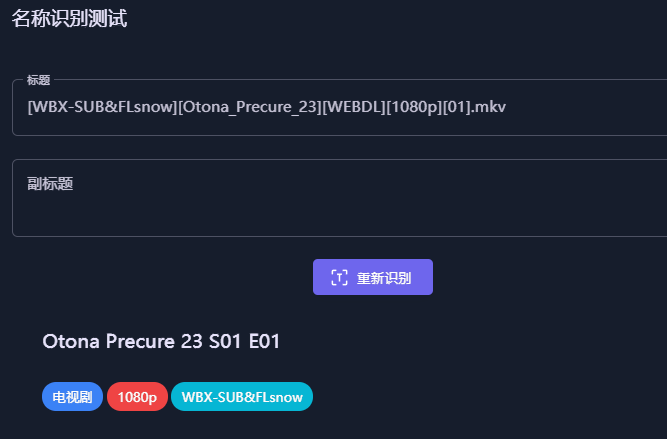 名称识别测试
标题
[WBX-SUB&FLsnow][Otona_Precure_23][WEBDL][1080p][01].mkv
副标题
重新识别
Otona Precure 23 S01 E01
电视剧 1080p WBX-SUB&FLsnow